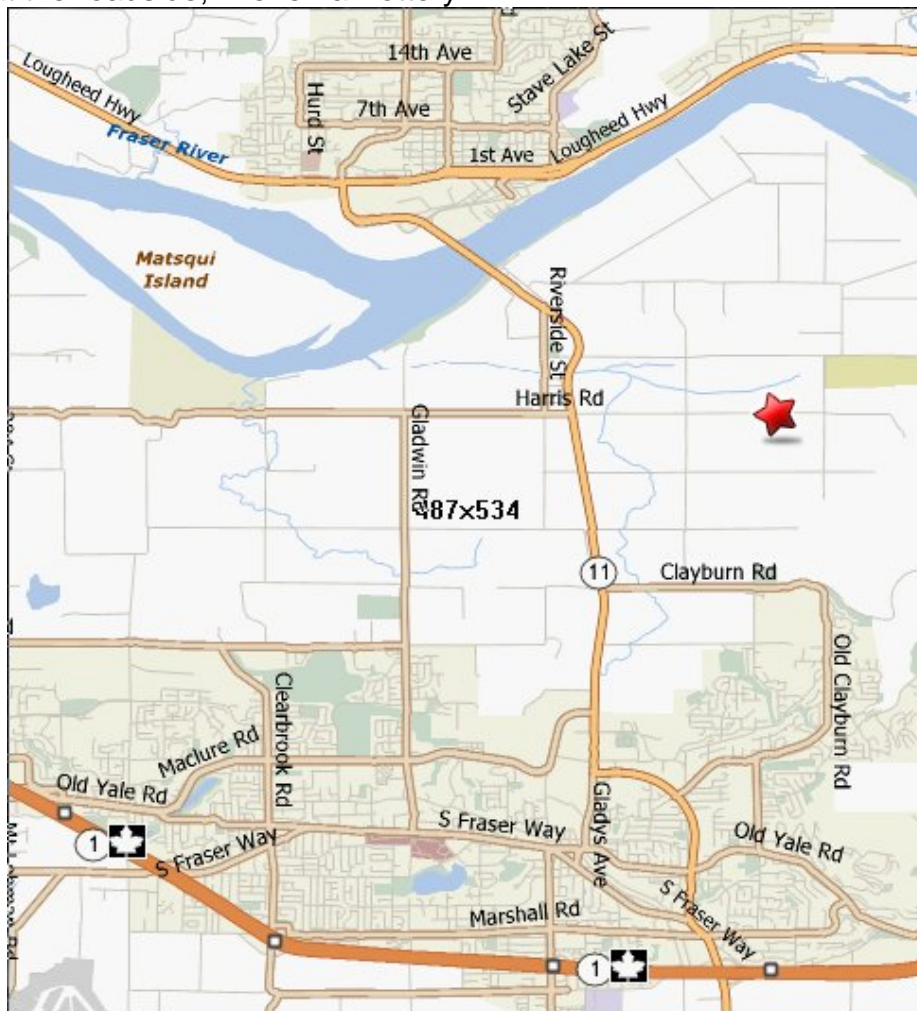 14th Ave
Stave Lake St
Lougheed Hwy
Hurd St
7th Ave
Fraser River
1st Ave
Lougheed Hwy
Matsqui
Island
Riverside St
Harris Rd
Gladwin Rd
487x534
11
Clayburn Rd
Old Clayburn Rd
Clearbrook Rd
Maclure Rd
Old Yale Rd
S Fraser Way
Gladys Ave
Old Yale Rd
1
S Fraser Way
S Fraser Way
Marshall Rd
1